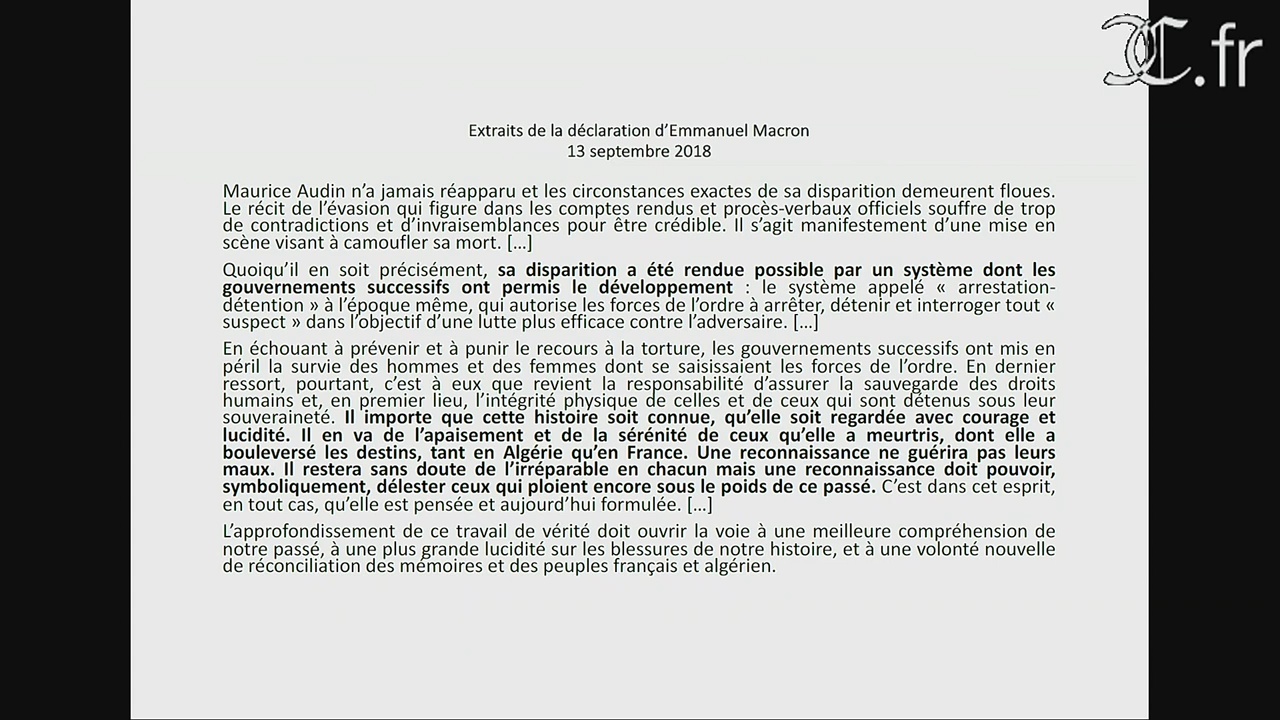 ƆC.fr
Extraits de la déclaration d’Emmanuel Macron
13 septembre 2018
Maurice Audin n’a jamais réapparu et les circonstances exactes de sa disparition demeurent floues.
Le récit de l’évasion qui figure dans les comptes rendus et procès-verbaux officiels souffre de trop
de contradictions et d’invraisemblances pour être crédible. Il s’agit manifestement d’une mise en
scène visant à camoufler sa mort. […]
Quoiqu’il en soit précisément, sa disparition a été rendue possible par un système dont les
gouvernements successifs ont permis le développement : le système appelé « arrestation-
détention » à l’époque même, qui autorise les forces de l’ordre à arrêter, détenir et interroger tout «
suspect » dans l’objectif d’une lutte plus efficace contre l’adversaire. […]
En échouant à prévenir et à punir le recours à la torture, les gouvernements successifs ont mis en
péril la survie des hommes et des femmes dont se saisissaient les forces de l’ordre. En dernier
ressort, pourtant, c’est à eux que revient la responsabilité d’assurer la sauvegarde des droits
humains et, en premier lieu, l’intégrité physique de celles et de ceux qui sont détenus sous leur
souveraineté. Il importe que cette histoire soit connue, qu’elle soit regardée avec courage et
lucidité. Il en va de l’apaisement et de la sérénité de ceux qu’elle a meurtris, dont elle a
bouleversé les destins, tant en Algérie qu’en France. Une reconnaissance ne guérira pas leurs
maux. Il restera sans doute de l’irréparable en chacun mais une reconnaissance doit pouvoir,
symboliquement, délester ceux qui ploient encore sous le poids de ce passé. C’est dans cet esprit,
en tout cas, qu’elle est pensée et aujourd’hui formulée. […]
L’approfondissement de ce travail de vérité doit ouvrir la voie à une meilleure compréhension de
notre passé, à une plus grande lucidité sur les blessures de notre histoire, et à une volonté nouvelle
de réconciliation des mémoires et des peuples français et algérien.